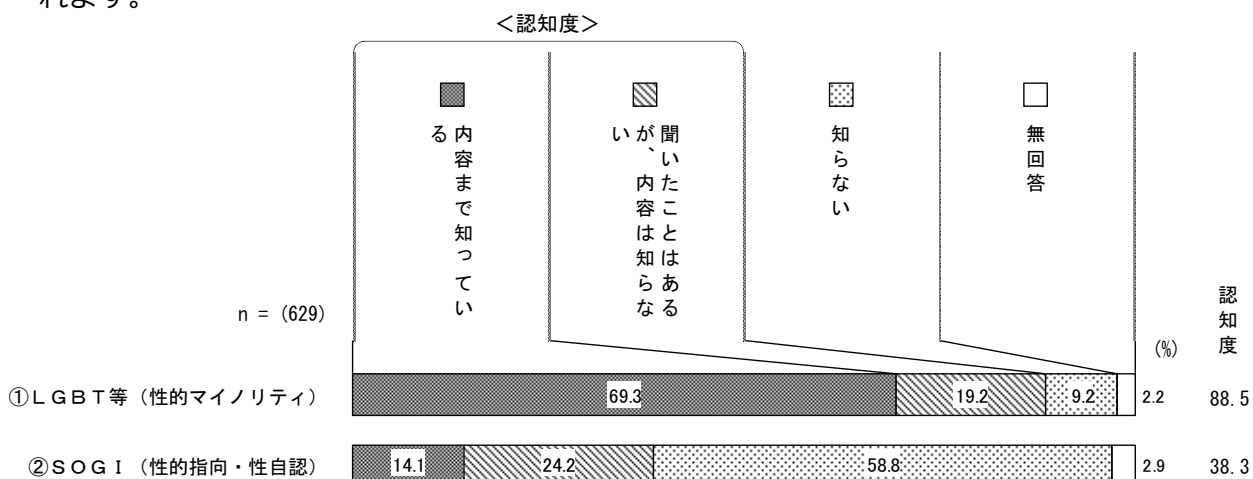 れます。
＜認知度＞
内容まで知ってい
る
聞いたことはある
が、内容は知らな
い
知らない
無回答
n = (629)
(%)
認知度
①ＬＧＢＴ等（性的マイノリティ） 69.3 19.2 9.2 2.2 88.5
②ＳＯＧＩ（性的指向・性自認） 14.1 24.2 58.8 2.9 38.3